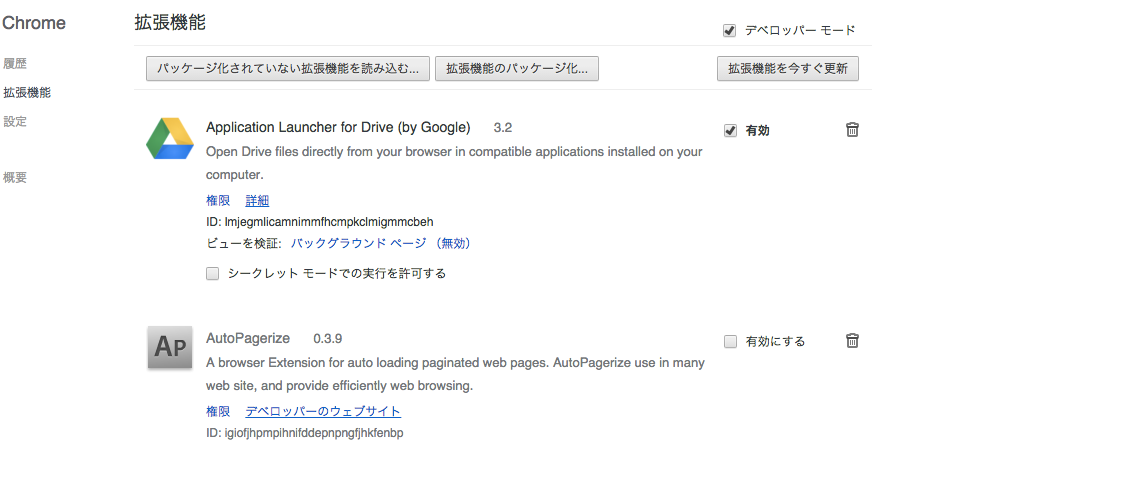 Chrome
履歴
拡張機能
設定
概要
拡張機能
デベロッパー モード
パッケージ化されていない拡張機能を読み込む...
拡張機能のパッケージ化...
拡張機能を今すぐ更新
Application Launcher for Drive (by Google) 3.2
有効
Open Drive files directly from your browser in compatible applications installed on your
computer.
権限 詳細
ID: lmjegmlicamnimmfhcmpkclmigmmcbeh
ビューを検証: バックグラウンド ページ （無効）
シークレット モードでの実行を許可する
AP
AutoPagerize 0.3.9
有効にする
A browser Extension for auto loading paginated web pages. AutoPagerize use in many
web site, and provide efficiently web browsing.
権限 デベロッパーのウェブサイト
ID: igiofjhpmpihnifddepnpngfjhkfenbp